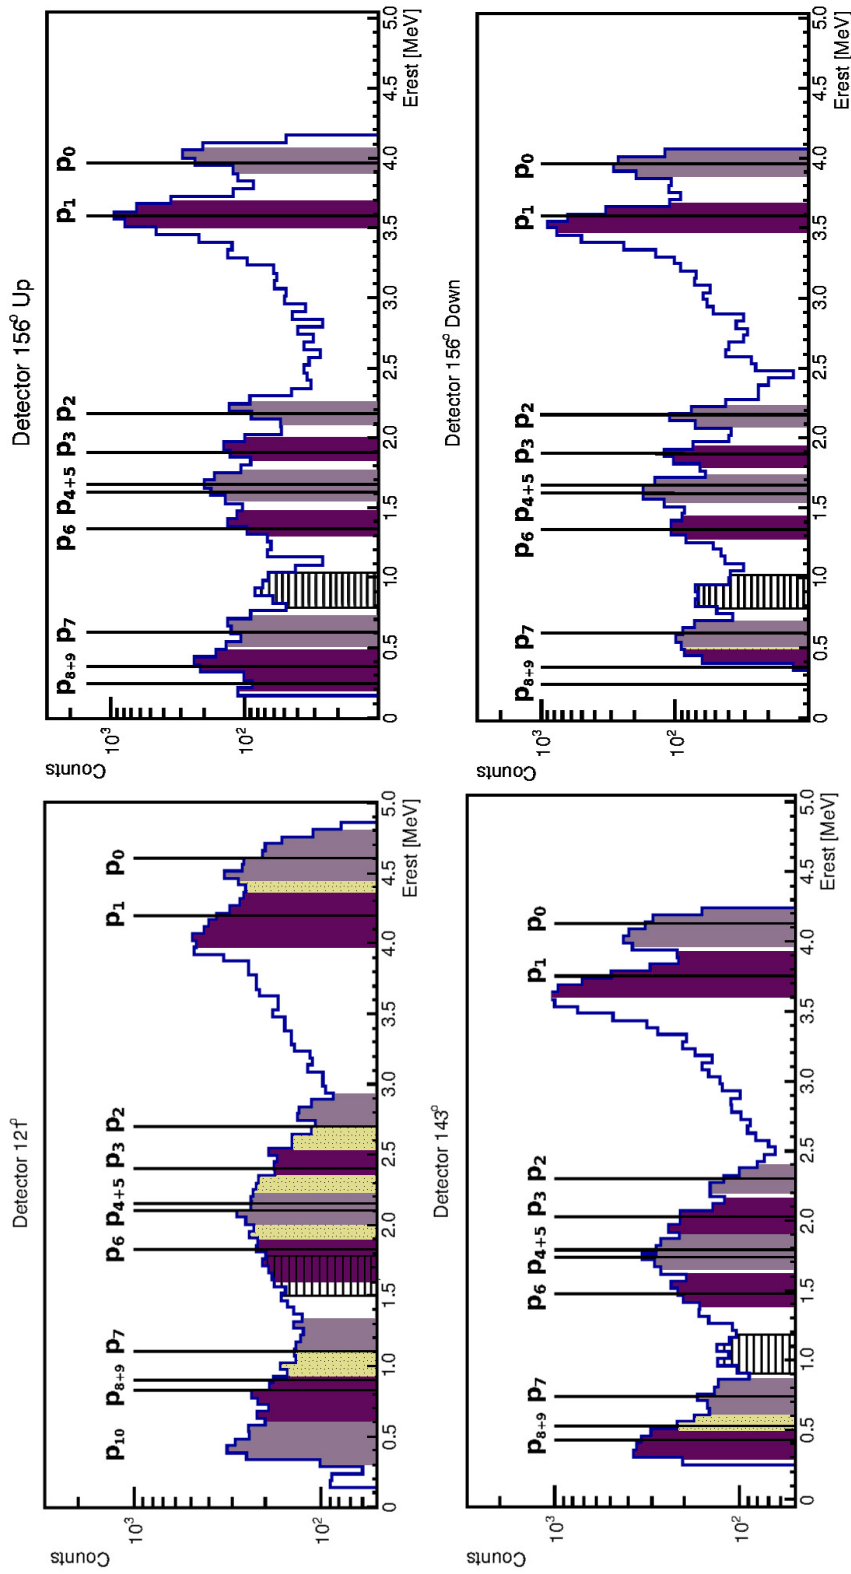 Detector 121°
Counts
10³
10²
p₁₀
p₈₊₉
p₇
p₆
p₄₊₅
p₃
p₂
p₁
p₀
0 0.5 1.0 1.5 2.0 2.5 3.0 3.5 4.0 4.5 5.0
Erest [MeV]
Detector 156° Up
Counts
10³
10²
p₈₊₉
p₇
p₆
p₄₊₅
p₃
p₂
p₁
p₀
0 0.5 1.0 1.5 2.0 2.5 3.0 3.5 4.0 4.5 5.0
Erest [MeV]
Detector 143°
Counts
10³
10²
p₈₊₉
p₇
p₆
p₄₊₅
p₃
p₂
p₁
p₀
0 0.5 1.0 1.5 2.0 2.5 3.0 3.5 4.0 4.5 5.0
Erest [MeV]
Detector 156° Down
Counts
10³
10²
p₈₊₉
p₇
p₆
p₄₊₅
p₃
p₂
p₁
p₀
0 0.5 1.0 1.5 2.0 2.5 3.0 3.5 4.0 4.5 5.0
Erest [MeV]